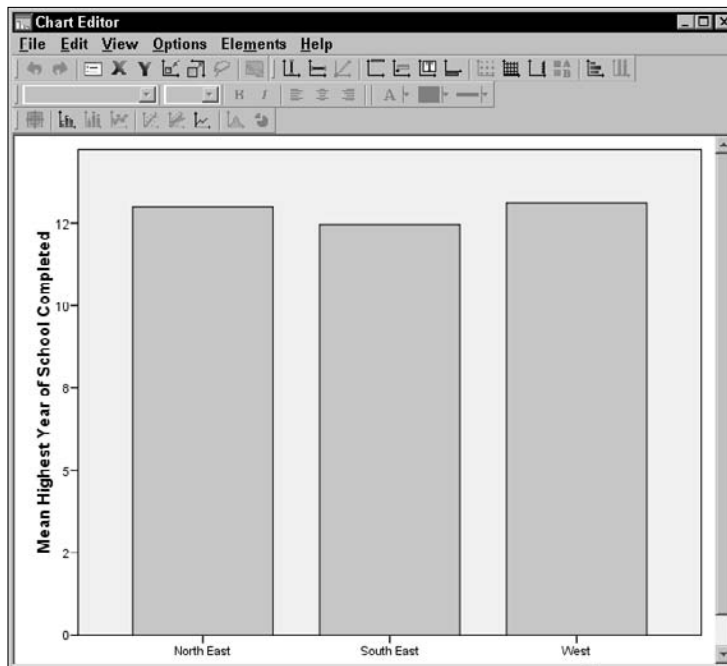 Chart Editor
File Edit View Options Elements Help
X Y
B I A
Mean Highest Year of School Completed
12
10
8
5
2
0
North East South East West